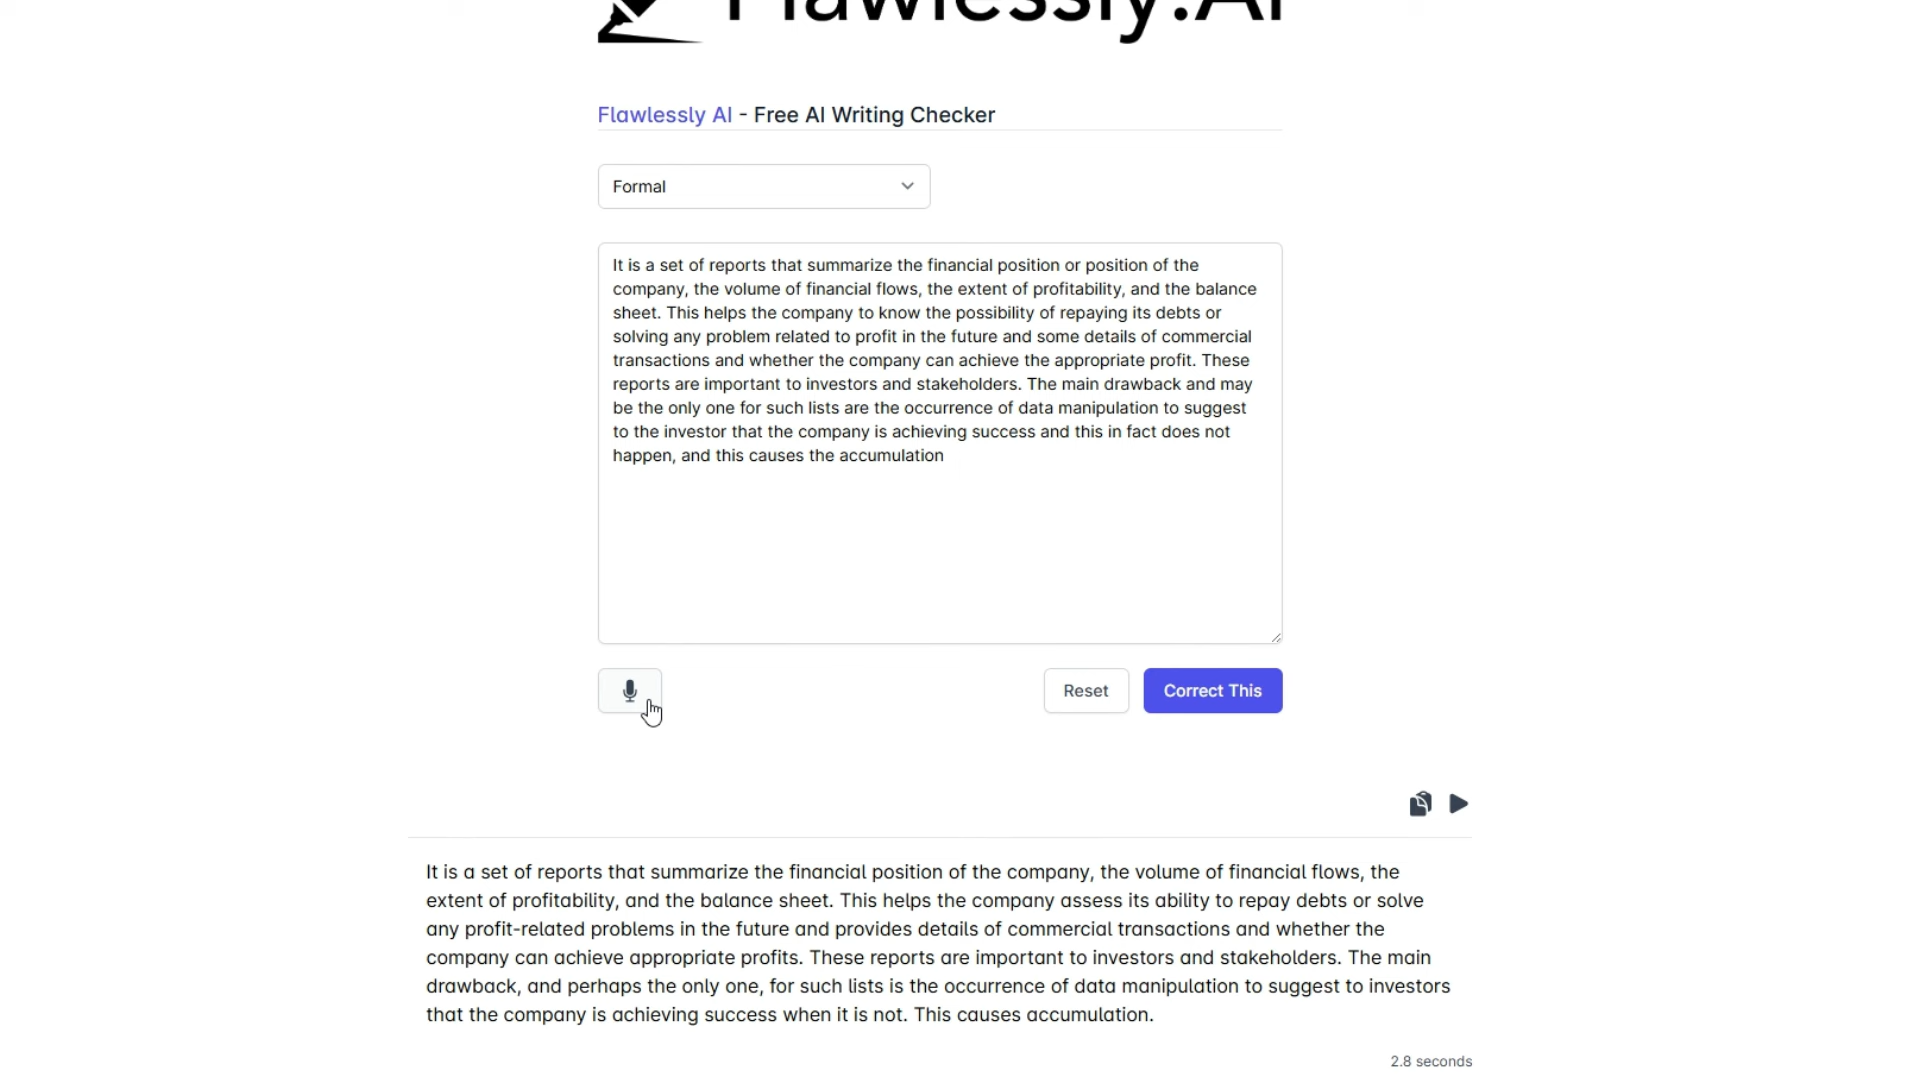 Flawlessly.AI
Flawlessly AI - Free AI Writing Checker
Formal
It is a set of reports that summarize the financial position or position of the
company, the volume of financial flows, the extent of profitability, and the balance
sheet. This helps the company to know the possibility of repaying its debts or
solving any problem related to profit in the future and some details of commercial
transactions and whether the company can achieve the appropriate profit. These
reports are important to investors and stakeholders. The main drawback and may
be the only one for such lists are the occurrence of data manipulation to suggest
to the investor that the company is achieving success and this in fact does not
happen, and this causes the accumulation
Reset
Correct This
It is a set of reports that summarize the financial position of the company, the volume of financial flows, the
extent of profitability, and the balance sheet. This helps the company assess its ability to repay debts or solve
any profit-related problems in the future and provides details of commercial transactions and whether the
company can achieve appropriate profits. These reports are important to investors and stakeholders. The main
drawback, and perhaps the only one, for such lists is the occurrence of data manipulation to suggest to investors
that the company is achieving success when it is not. This causes accumulation.
2.8 seconds